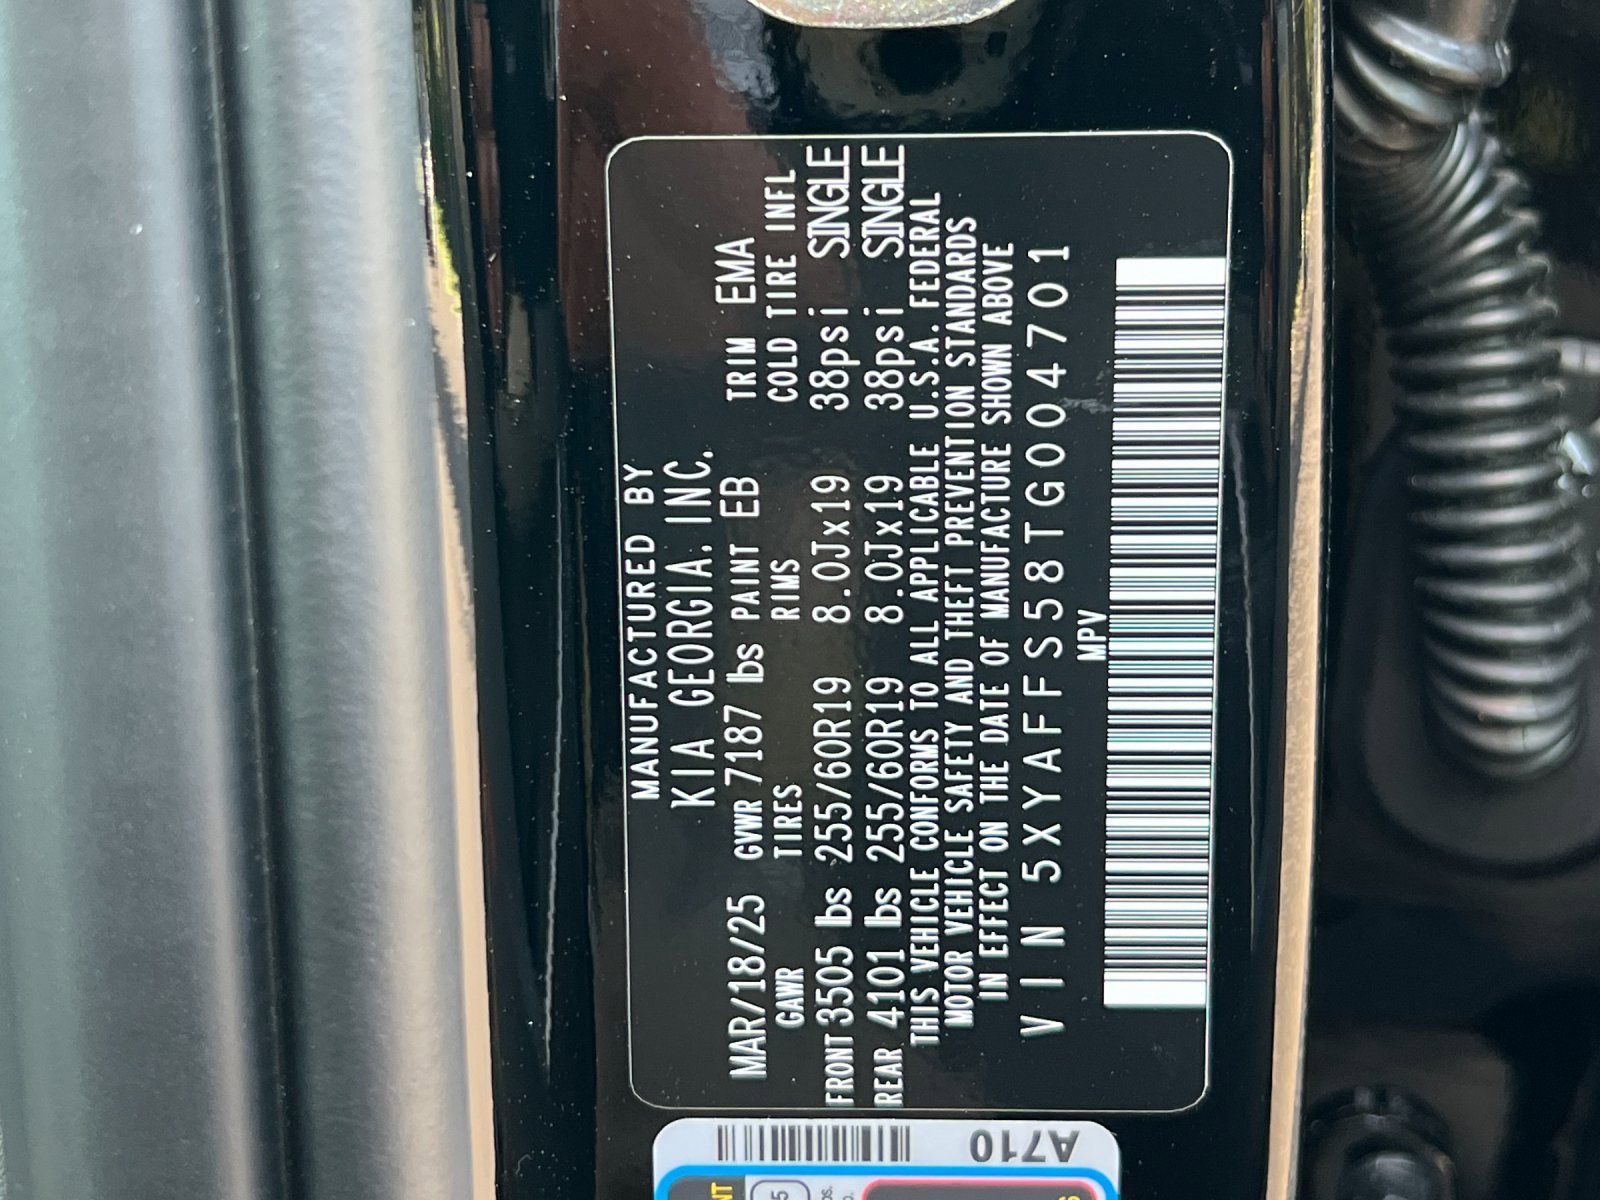 MANUFACTURED BY
KIA GEORGIA. INC.
MAR/18/25 GVWR 7187 lbs PAINT EB TRIM EMA
GAWR TIRES RIMS COLD TIRE INFL
FRONT 3505 lbs 255/60R19 8.0Jx19 38psi SINGLE
REAR 4101 lbs 255/60R19 8.0Jx19 38psi SINGLE
THIS VEHICLE CONFORMS TO ALL APPLICABLE U.S.A. FEDERAL
MOTOR VEHICLE SAFETY AND THEFT PREVENTION STANDARDS
IN EFFECT ON THE DATE OF MANUFACTURE SHOWN ABOVE
VIN 5XYAFFS58TG004701
MPV
A710